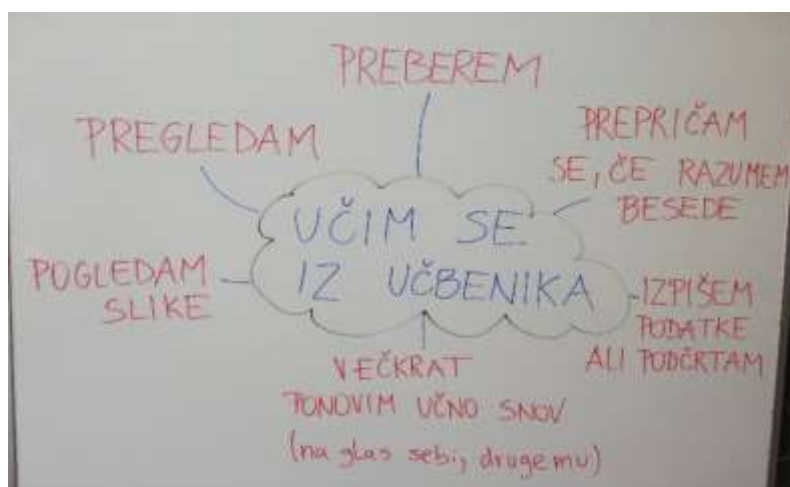 PREBEREM
PREGLEDAM
PREPRIČAM
SE, ČE RAZUMEM
BESEDE
UČIM SE
IZ UČBENIKA
POGLEDAM
SLIKE
IZPIŠEM
PODATKE
ALI PODČRTAM
VEČKRAT
PONOVIM UČNO SNOV
(na glas sebi, drugemu)